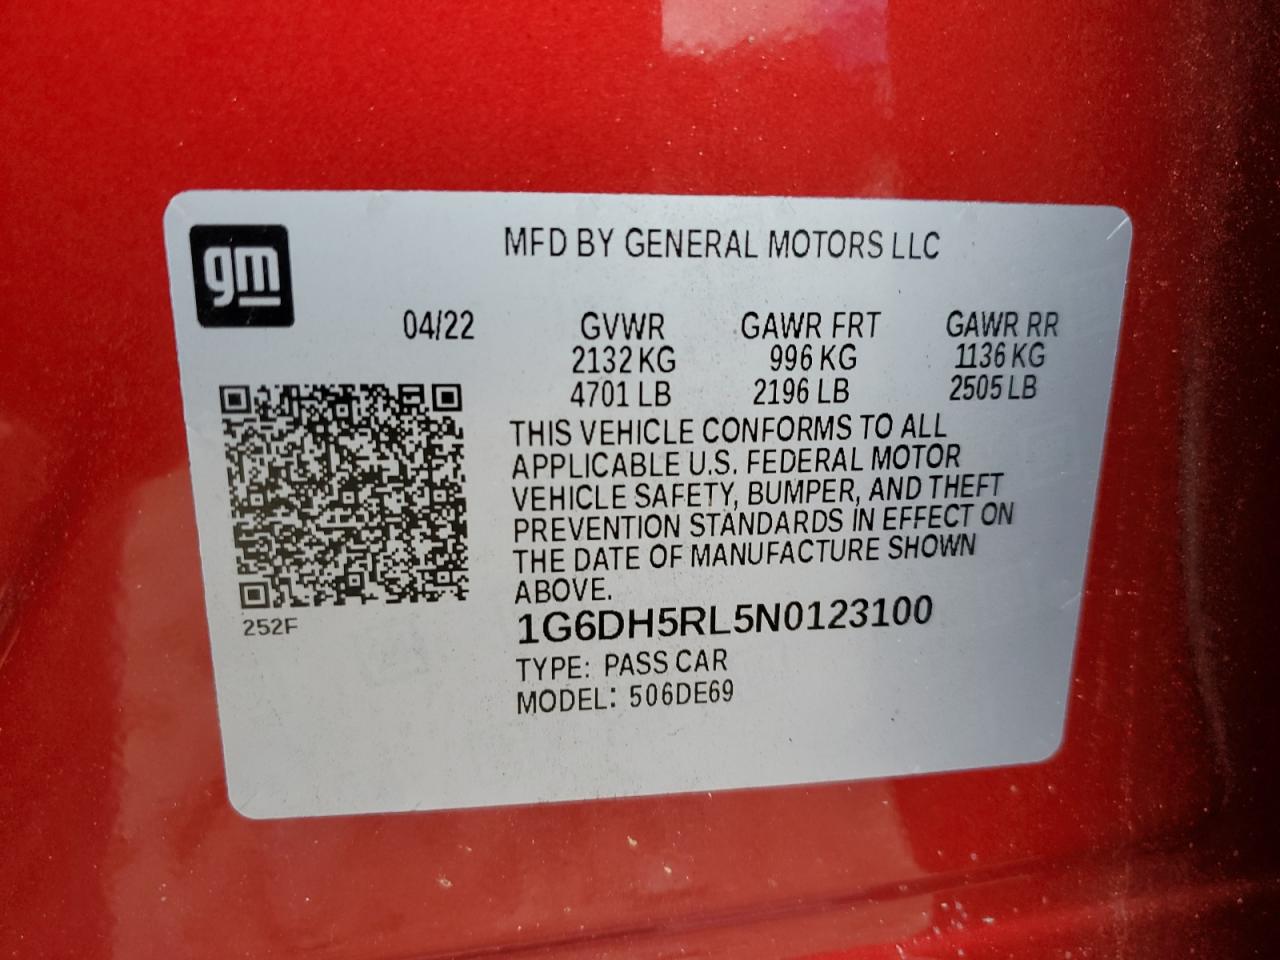 gm
MFD BY GENERAL MOTORS LLC
04/22 GVWR GAWR FRT GAWR RR
2132 KG 996 KG 1136 KG
4701 LB 2196 LB 2505 LB
THIS VEHICLE CONFORMS TO ALL
APPLICABLE U.S. FEDERAL MOTOR
VEHICLE SAFETY, BUMPER, AND THEFT
PREVENTION STANDARDS IN EFFECT ON
THE DATE OF MANUFACTURE SHOWN
ABOVE.
252F
1G6DH5RL5N0123100
TYPE: PASS CAR
MODEL: 506DE69